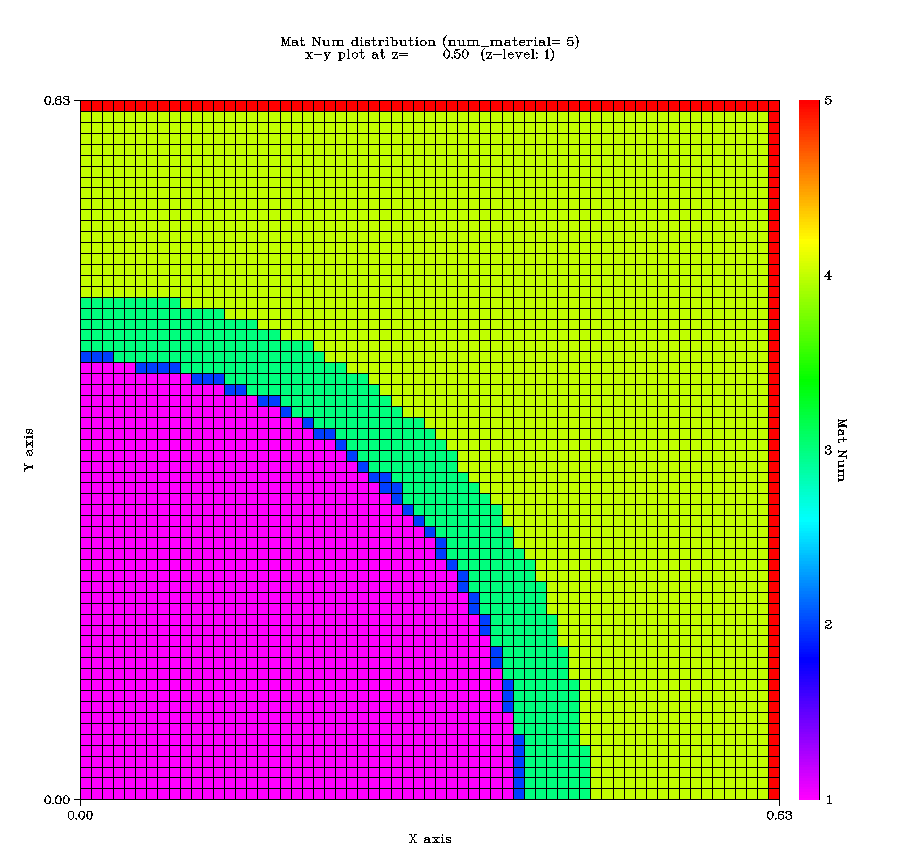 Mat Num distribution (num_material= 5)
x-y plot at z= 0.50 (z-level: 1)
0.63
5
4
Y axis
3
Mat Num
2
0.00
1
0.00
0.63
X axis